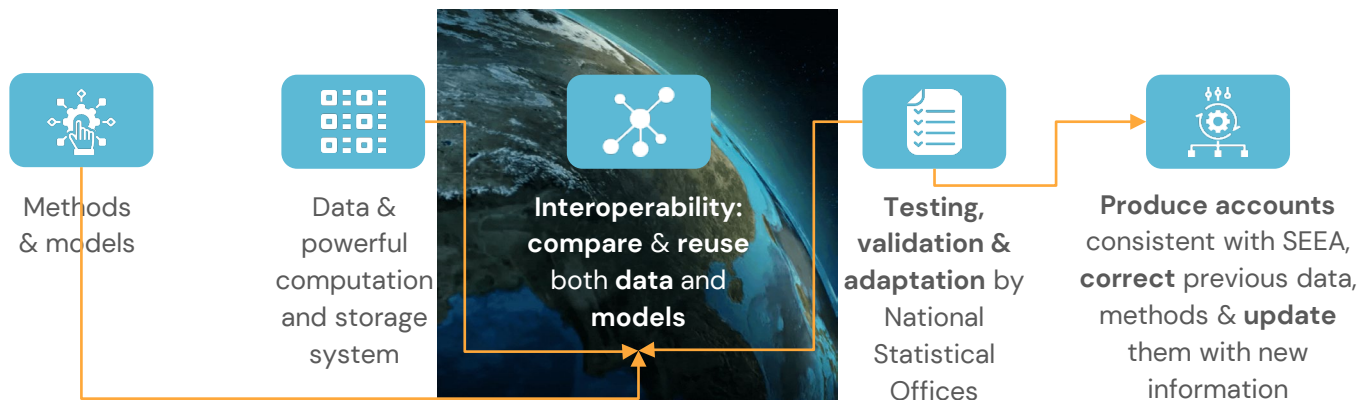 Methods
& models
Data &
powerful
computation
and storage
system
Interoperability:
compare & reuse
both data and
models
Testing,
validation &
adaptation by
National
Statistical
Offices
Produce accounts
consistent with SEEA,
correct previous data,
methods & update
them with new
information